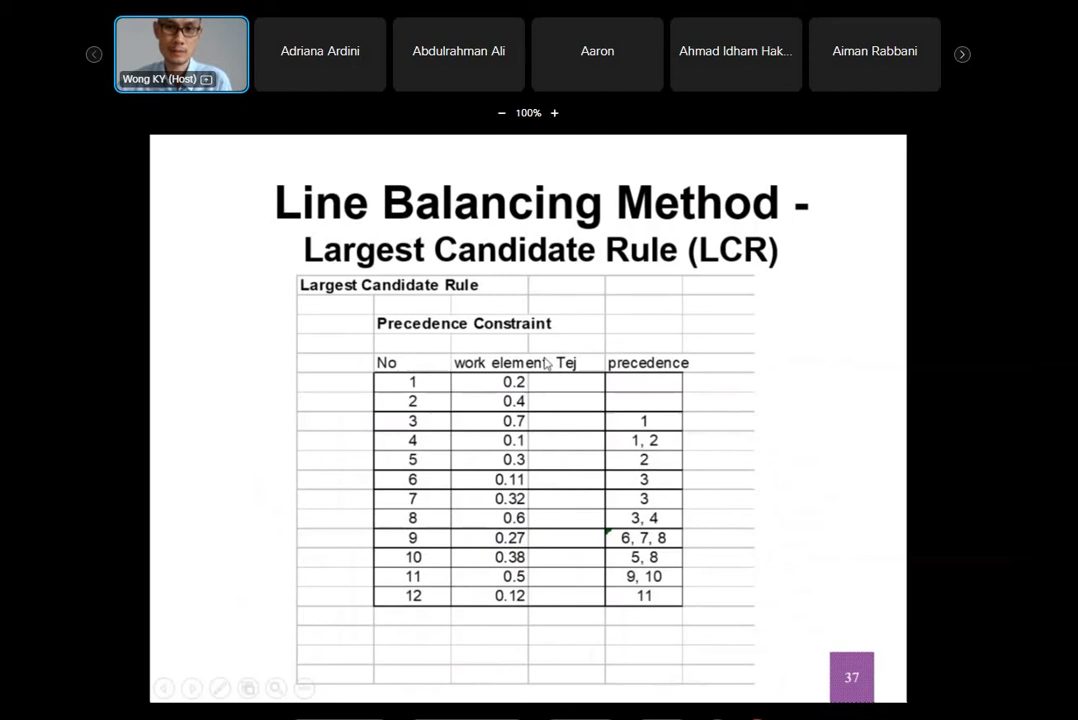 Wong KY (Host)
Adriana Ardini
Abdulrahman Ali
Aaron
Ahmad Idham Hak...
Aiman Rabbani
− 100% +
Line Balancing Method -
Largest Candidate Rule (LCR)
Largest Candidate Rule
Precedence Constraint
No work element Tej precedence
1 0.2
2 0.4
3 0.7 1
4 0.1 1, 2
5 0.3 2
6 0.11 3
7 0.32 3
8 0.6 3, 4
9 0.27 6, 7, 8
10 0.38 5, 8
11 0.5 9, 10
12 0.12 11
37